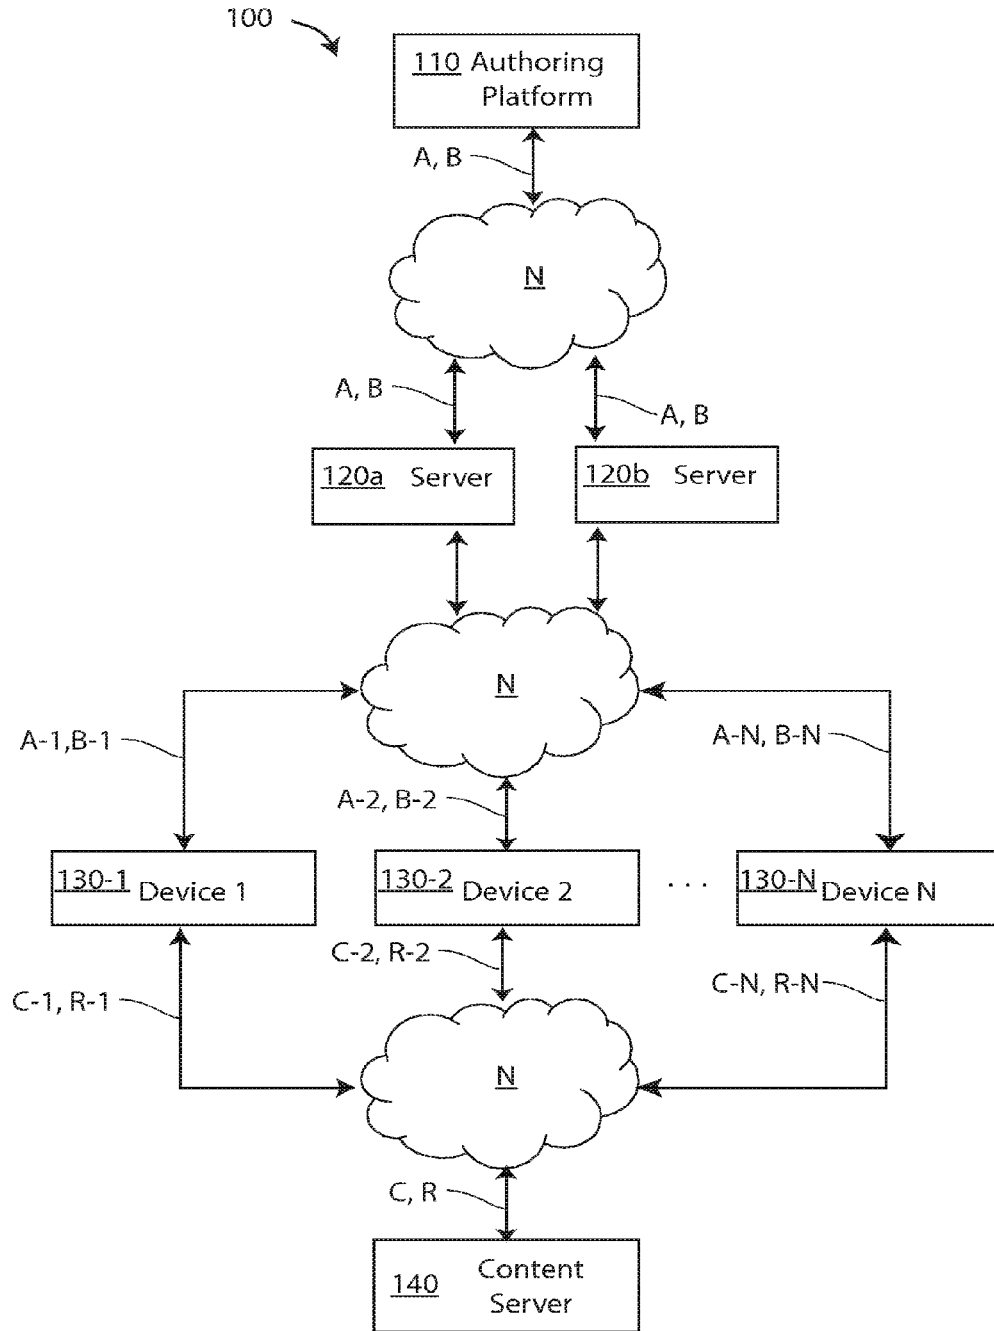 100
110 Authoring
Platform
A, B
N
A, B
A, B
120a Server
120b Server
N
A-1,B-1
A-N, B-N
A-2, B-2
130-1
Device 1
130-2
Device 2
. . .
130-N
Device N
C-2, R-2
C-1, R-1
C-N, R-N
N
C, R
140
Content
Server